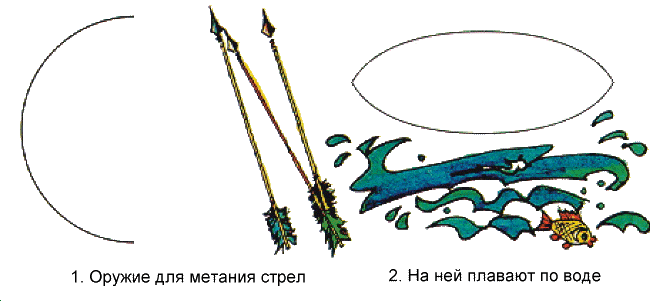 1. Оружие для метания стрел
2. На ней плавают по воде